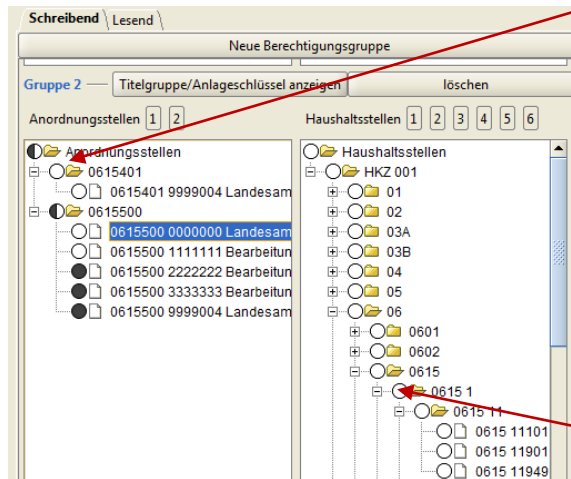 Schreibend Lesend
Neue Berechtigungsgruppe
Gruppe 2 Titelgruppe/Anlageschlüssel anzeigen löschen
Anordnungsstellen 1 2
Anordnungsstellen
0615401
0615401 9999004 Landesam
0615500
0615500 0000000 Landesam
0615500 1111111 Bearbeitun
0615500 2222222 Bearbeitun
0615500 3333333 Bearbeitun
0615500 9999004 Landesam
Haushaltsstellen 1 2 3 4 5 6
Haushaltsstellen
HKZ 001
01
02
03A
03B
04
05
06
0601
0602
0615
0615 1
0615 11
0615 11101
0615 11901
0615 11949